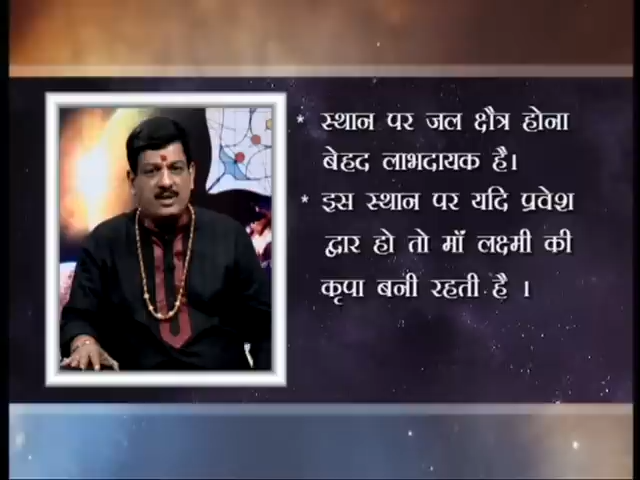 * स्थान पर जल क्षैत्र होना
बेहद लाभदायक है।
* इस स्थान पर यदि प्रवेश
द्वार हो तो माँ लक्ष्मी की
कृपा बनी रहती है ।